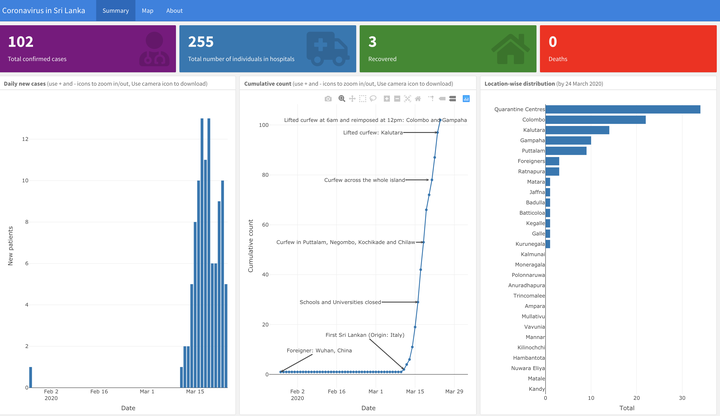 Coronavirus in Sri Lanka
Summary
Map
About
102
Total confirmed cases
255
Total number of individuals in hospitals
3
Recovered
0
Deaths
Daily new cases (use + and - icons to zoom in/out, Use camera icon to download)
12
10
8
6
4
2
0
New patients
Feb 2
2020
Feb 16
Mar 1
Mar 15
Date
Cumulative count (use + and - icons to zoom in/out, Use camera icon to download)
100
80
60
40
20
0
Cumulative count
Lifted curfew at 6am and reimposed at 12pm: Colombo and Gampaha
Lifted curfew: Kalutara
Curfew across the whole island
Curfew in Puttalam, Negombo, Kochikade and Chilaw
Schools and Universities closed
First Sri Lankan (Origin: Italy)
Foreigner: Wuhan, China
Feb 2
2020
Feb 16
Mar 1
Mar 15
Mar 29
Date
Location-wise distribution (by 24 March 2020)
Quarantine Centres
Colombo
Kalutara
Gampaha
Puttalam
Foreigners
Ratnapura
Matara
Jaffna
Badulla
Batticoloa
Kegalle
Galle
Kurunegala
Kalmunai
Moneragala
Polonnaruwa
Anuradhapura
Trincomalee
Ampara
Mullativu
Vavunia
Manner
Kilinochchi
Hambantota
Nuwara Eliya
Matale
Kandy
0
10
20
30
Total